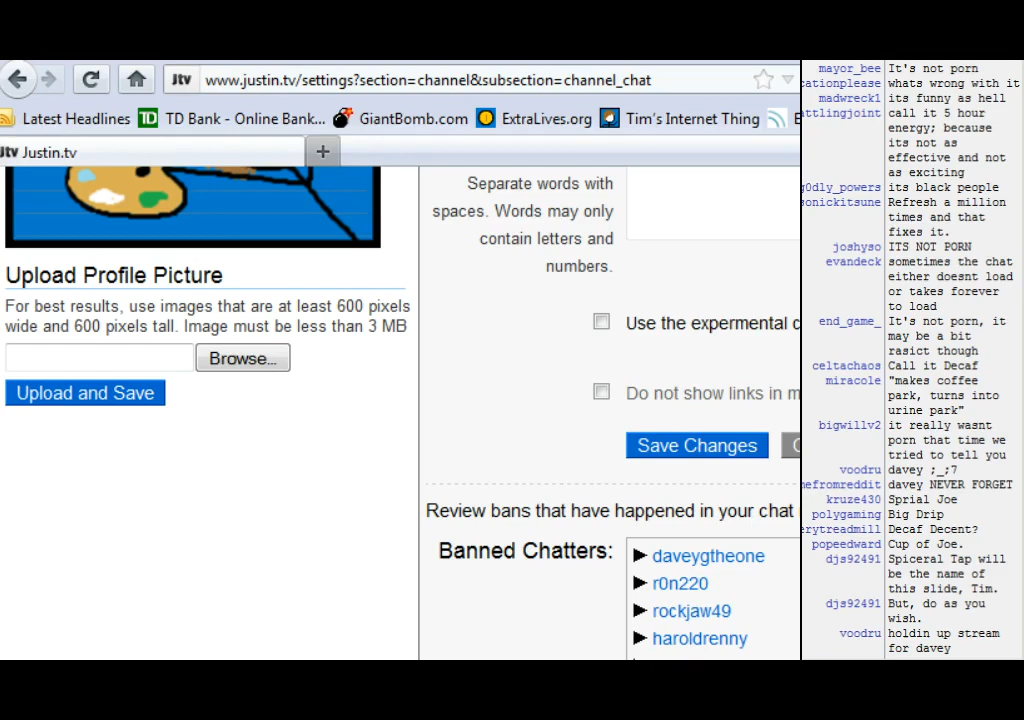 Jtv www.justin.tv/settings?section=channel&subsection=channel_chat
Latest Headlines TD TD Bank - Online Bank... GiantBomb.com ExtraLives.org Tim's Internet Thing
Jtv Justin.tv +
Upload Profile Picture
For best results, use images that are at least 600 pixels
wide and 600 pixels tall. Image must be less than 3 MB
Browse...
Upload and Save
Separate words with
spaces. Words may only
contain letters and
numbers.
Use the expermental c
Do not show links in m
Save Changes
Review bans that have happened in your chat
Banned Chatters:
daveygtheone
r0n220
rockjaw49
haroldrenny
mayor_bee It's not porn
cationplease whats wrong with it
madwreck1 its funny as hell
attlingjoint call it 5 hour
energy; because
its not as
effective and not
as exciting
g0dly_powers its black people
sonickitsune Refresh a million
times and that
fixes it.
joshyso ITS NOT PORN
evandeck sometimes the chat
either doesnt load
or takes forever
to load
end_game_ It's not porn, it
may be a bit
rasict though
celtachaos Call it Decaf
miracole "makes coffee
park, turns into
urine park"
bigwillv2 it really wasnt
porn that time we
tried to tell you
voodru davey ;_;7
mefromreddit davey NEVER FORGET
kruze430 Sprial Joe
polygaming Big Drip
erytreadmill Decaf Decent?
popeedward Cup of Joe.
djs92491 Spiceral Tap will
be the name of
this slide, Tim.
djs92491 But, do as you
wish.
voodru holdin up stream
for davey